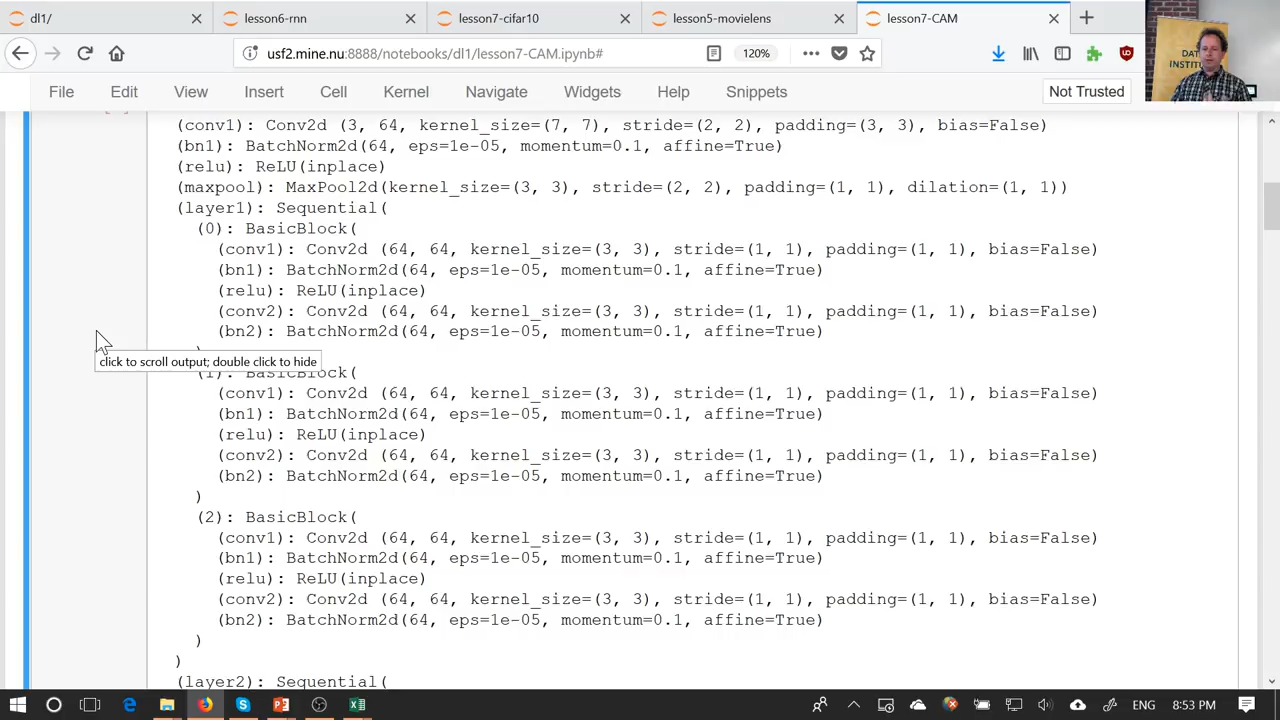 dl1/
lesson6-rnn
lesson7-cifar10
lesson5-movielens
lesson7-CAM
usf2.mine.nu:8888/notebooks/dl1/lesson7-CAM.ipynb#
120%
File Edit View Insert Cell Kernel Navigate Widgets Help Snippets Not Trusted
DAT
INSTITU
(conv1): Conv2d (3, 64, kernel_size=(7, 7), stride=(2, 2), padding=(3, 3), bias=False)
(bn1): BatchNorm2d(64, eps=1e-05, momentum=0.1, affine=True)
(relu): ReLU(inplace)
(maxpool): MaxPool2d(kernel_size=(3, 3), stride=(2, 2), padding=(1, 1), dilation=(1, 1))
(layer1): Sequential(
(0): BasicBlock(
(conv1): Conv2d (64, 64, kernel_size=(3, 3), stride=(1, 1), padding=(1, 1), bias=False)
(bn1): BatchNorm2d(64, eps=1e-05, momentum=0.1, affine=True)
(relu): ReLU(inplace)
(conv2): Conv2d (64, 64, kernel_size=(3, 3), stride=(1, 1), padding=(1, 1), bias=False)
(bn2): BatchNorm2d(64, eps=1e-05, momentum=0.1, affine=True)
click to scroll output; double click to hide
(1): BasicBlock(
(conv1): Conv2d (64, 64, kernel_size=(3, 3), stride=(1, 1), padding=(1, 1), bias=False)
(bn1): BatchNorm2d(64, eps=1e-05, momentum=0.1, affine=True)
(relu): ReLU(inplace)
(conv2): Conv2d (64, 64, kernel_size=(3, 3), stride=(1, 1), padding=(1, 1), bias=False)
(bn2): BatchNorm2d(64, eps=1e-05, momentum=0.1, affine=True)
)
(2): BasicBlock(
(conv1): Conv2d (64, 64, kernel_size=(3, 3), stride=(1, 1), padding=(1, 1), bias=False)
(bn1): BatchNorm2d(64, eps=1e-05, momentum=0.1, affine=True)
(relu): ReLU(inplace)
(conv2): Conv2d (64, 64, kernel_size=(3, 3), stride=(1, 1), padding=(1, 1), bias=False)
(bn2): BatchNorm2d(64, eps=1e-05, momentum=0.1, affine=True)
)
)
(layer2): Sequential(
ENG 8:53 PM